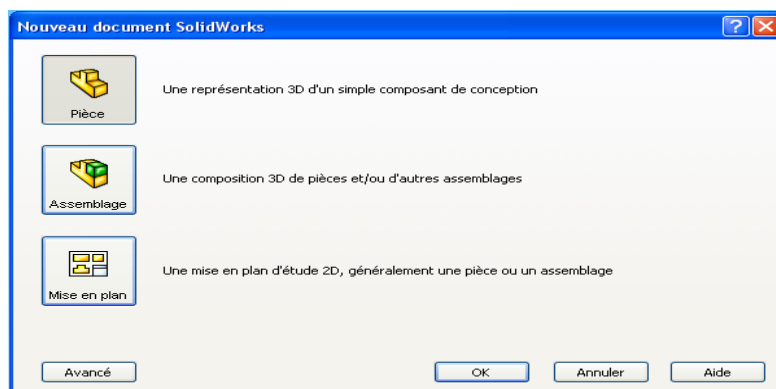 Nouveau document SolidWorks
Pièce
Une représentation 3D d'un simple composant de conception
Assemblage
Une composition 3D de pièces et/ou d'autres assemblages
Mise en plan
Une mise en plan d'étude 2D, généralement une pièce ou un assemblage
Avancé
OK
Annuler
Aide